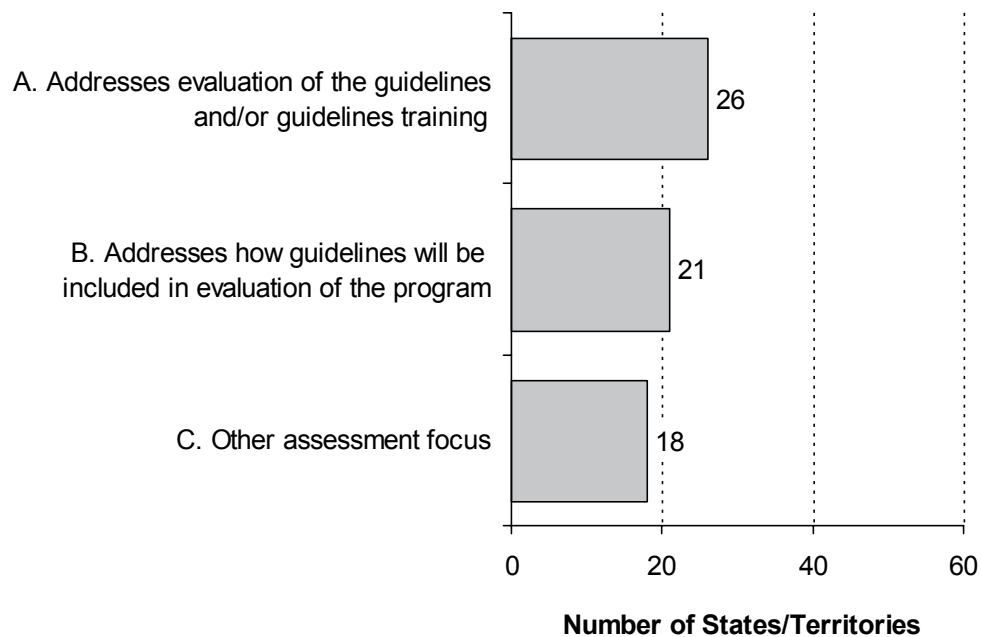 A. Addresses evaluation of the guidelines
and/or guidelines training
26
B. Addresses how guidelines will be
included in evaluation of the program
21
C. Other assessment focus
18
0 20 40 60
Number of States/Territories